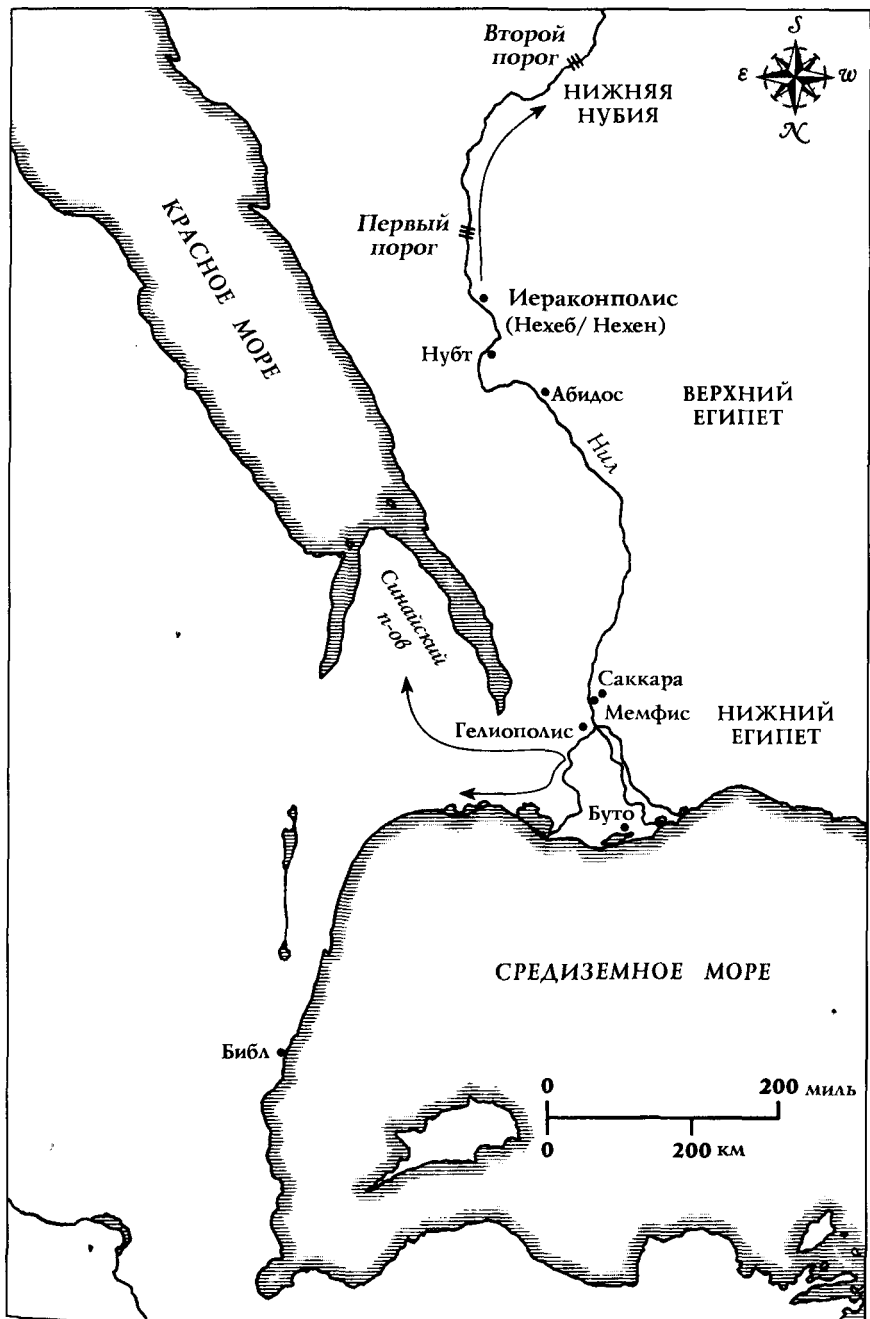 Второй
порог
S
E
W
N
НИЖНЯЯ
НУБИЯ
КРАСНОЕ МОРЕ
Первый
порог
Иераконполис
(Нехеб/ Нехен)
Нубт
Абидос
ВЕРХНИЙ
ЕГИПЕТ
Нил
Синайский
п-ов
Саккара
Мемфис
Гелиополис
НИЖНИЙ
ЕГИПЕТ
Буто
СРЕДИЗЕМНОЕ МОРЕ
Библ
0 200 миль
0 200 км